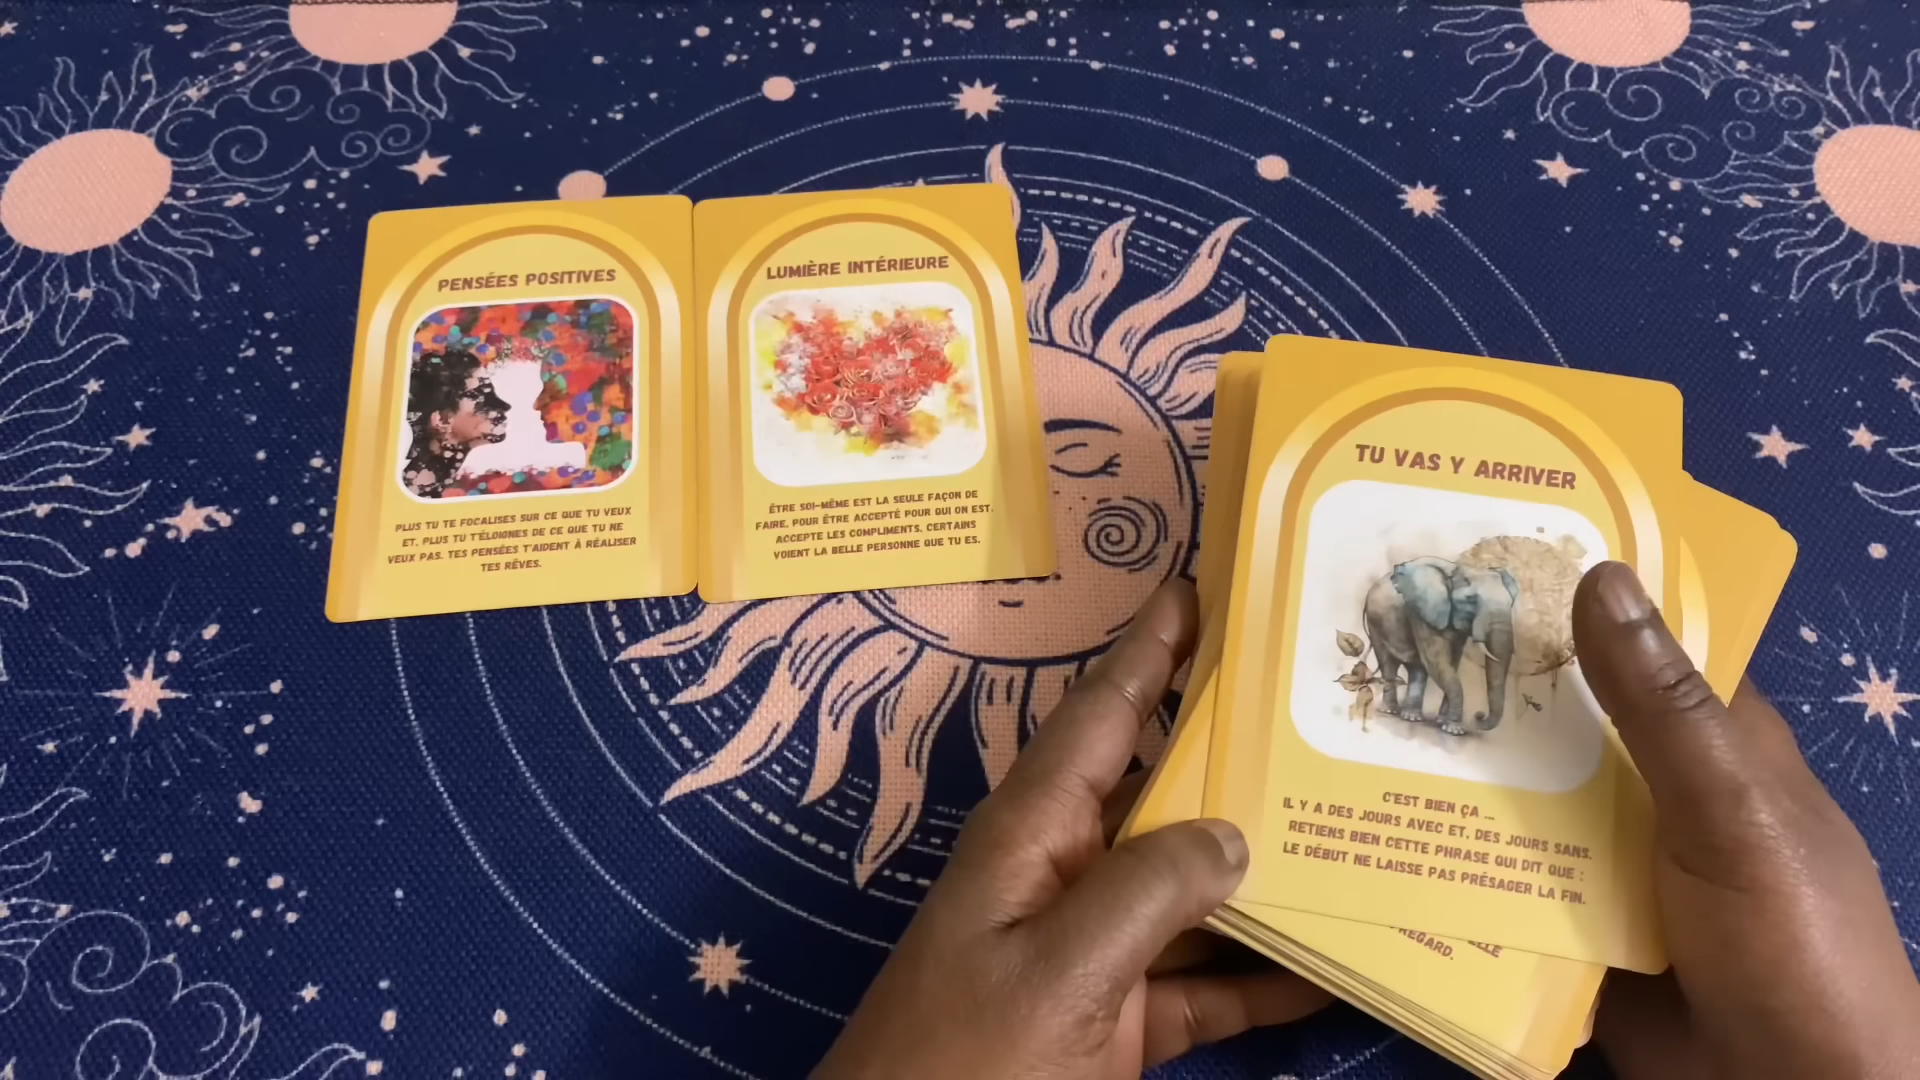 PENSÉES POSITIVES
PLUS TU TE FOCALISES SUR CE QUE TU VEUX
ET, PLUS TU T'ÉLOIGNES DE CE QUE TU NE
VEUX PAS. TES PENSÉES T'AIDENT À RÉALISER
TES RÊVES.
LUMIÈRE INTÉRIEURE
ÊTRE SOI-MÊME EST LA SEULE FAÇON DE
FAIRE, POUR ÊTRE ACCEPTÉ POUR QUI ON EST.
ACCEPTE LES COMPLIMENTS. CERTAINS
VOIENT LA BELLE PERSONNE QUE TU ES.
TU VAS Y ARRIVER
C'EST BIEN ÇA ...
IL Y A DES JOURS AVEC ET, DES JOURS SANS.
RETIENS BIEN CETTE PHRASE QUI DIT QUE :
LE DÉBUT NE LAISSE PAS PRÉSAGER LA FIN.
REGARD.